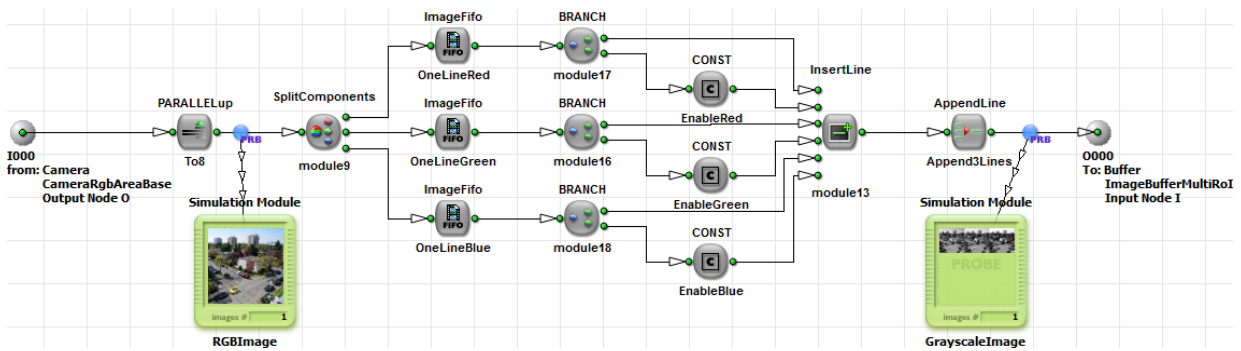 ImageFifo
BRANCH
FIFO
OneLineRed
module17
CONST
C
EnableRed
InsertLine
PARALLELup
SplitComponents
ImageFifo
BRANCH
AppendLine
To8
PRB
module9
FIFO
OneLineGreen
module16
CONST
C
EnableGreen
module13
Append3Lines
PRB
I000
from: Camera
CameraRgbAreaBase
Output Node O
O000
To: Buffer
ImageBufferMultiRoI
Input Node I
ImageFifo
BRANCH
FIFO
OneLineBlue
module18
CONST
C
EnableBlue
Simulation Module
images # 1
RGBImage
Simulation Module
PROBE
images # 1
GrayscaleImage